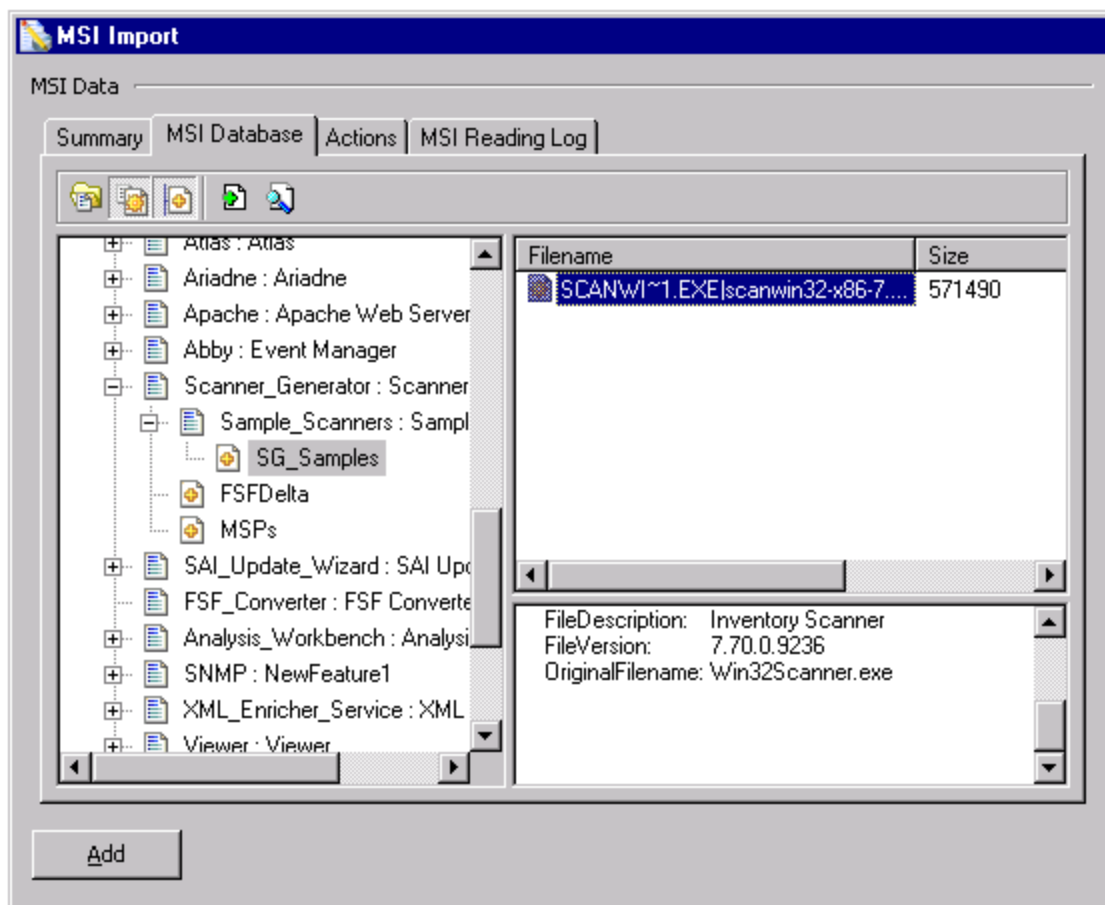 MSI Import
MSI Data
Summary
MSI Database
Actions
MSI Reading Log
Atlas : Atlas
Ariadne : Ariadne
Apache : Apache Web Server
Abby : Event Manager
Scanner_Generator : Scanner
Sample_Scanners : Sampl
SG_Samples
FSFDelta
MSPs
SAI_Update_Wizard : SAI Upd
FSF_Converter : FSF Converte
Analysis_Workbench : Analysi
SNMP : NewFeature1
XML_Enricher_Service : XML
Viewer : Viewer
Filename Size
SCANWI~1.EXE|scanwin32-x86-7.... 571490
FileDescription: Inventory Scanner
FileVersion: 7.70.0.9236
OriginalFilename: Win32Scanner.exe
Add